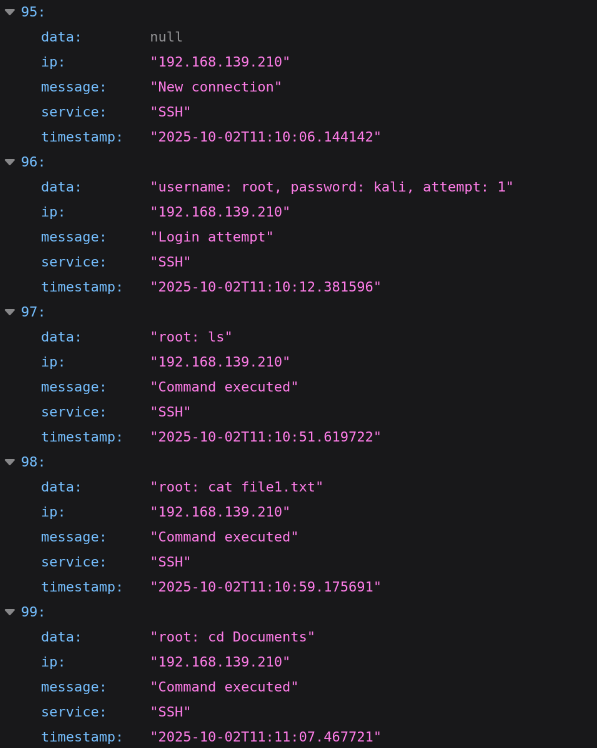 95:
data: null
ip: "192.168.139.210"
message: "New connection"
service: "SSH"
timestamp: "2025-10-02T11:10:06.144142"
96:
data: "username: root, password: kali, attempt: 1"
ip: "192.168.139.210"
message: "Login attempt"
service: "SSH"
timestamp: "2025-10-02T11:10:12.381596"
97:
data: "root: ls"
ip: "192.168.139.210"
message: "Command executed"
service: "SSH"
timestamp: "2025-10-02T11:10:51.619722"
98:
data: "root: cat file1.txt"
ip: "192.168.139.210"
message: "Command executed"
service: "SSH"
timestamp: "2025-10-02T11:10:59.175691"
99:
data: "root: cd Documents"
ip: "192.168.139.210"
message: "Command executed"
service: "SSH"
timestamp: "2025-10-02T11:11:07.467721"